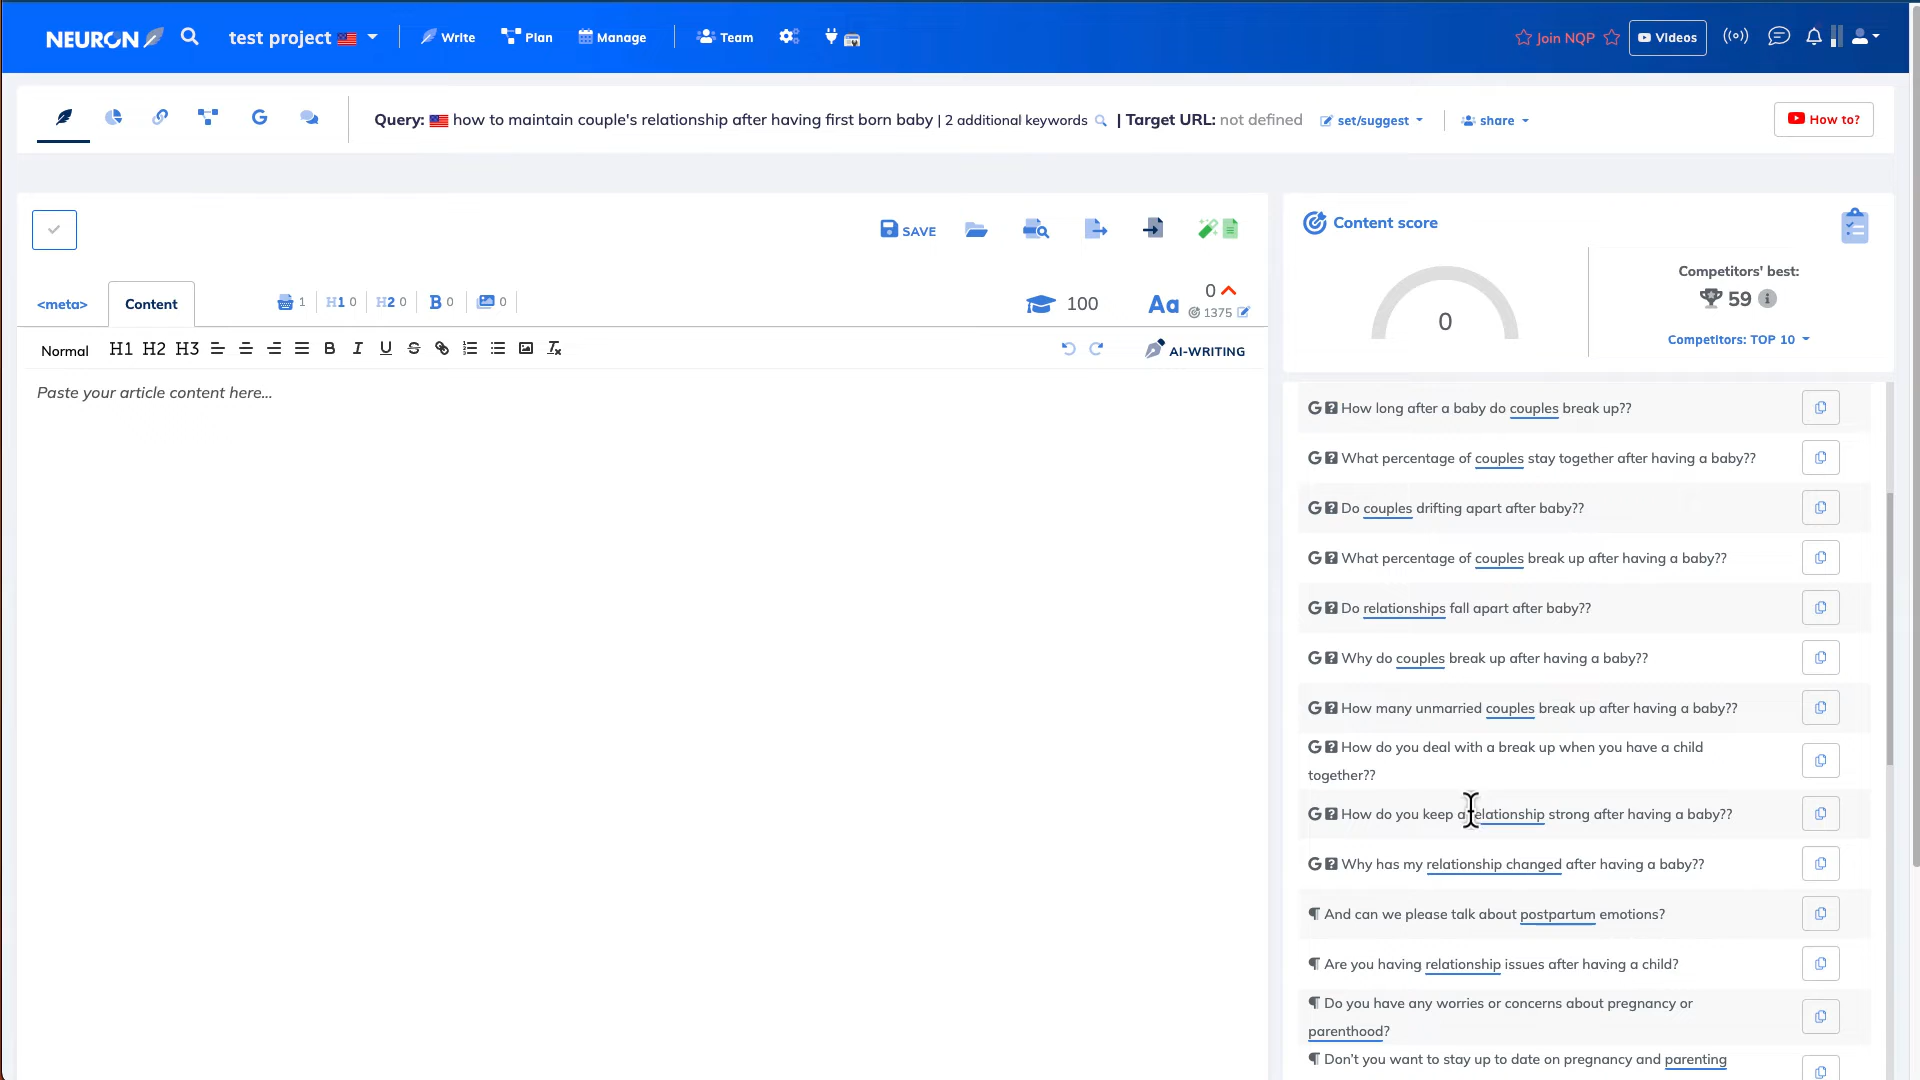 NEURON test project Write Plan Manage Team Join NQP Videos
Query: how to maintain couple's relationship after having first born baby | 2 additional keywords | Target URL: not defined set/suggest share How to?
SAVE
<meta> Content 1 H1 0 H2 0 B 0 0 100 Aa 0 1375
Normal H1 H2 H3 B I U S AI-WRITING
Paste your article content here...
Content score
0
Competitors' best:
59
Competitors: TOP 10
How long after a baby do couples break up??
What percentage of couples stay together after having a baby??
Do couples drifting apart after baby??
What percentage of couples break up after having a baby??
Do relationships fall apart after baby??
Why do couples break up after having a baby??
How many unmarried couples break up after having a baby??
How do you deal with a break up when you have a child
together??
How do you keep a relationship strong after having a baby??
Why has my relationship changed after having a baby??
¶ And can we please talk about postpartum emotions?
¶ Are you having relationship issues after having a child?
¶ Do you have any worries or concerns about pregnancy or
parenthood?
¶ Don't you want to stay up to date on pregnancy and parenting